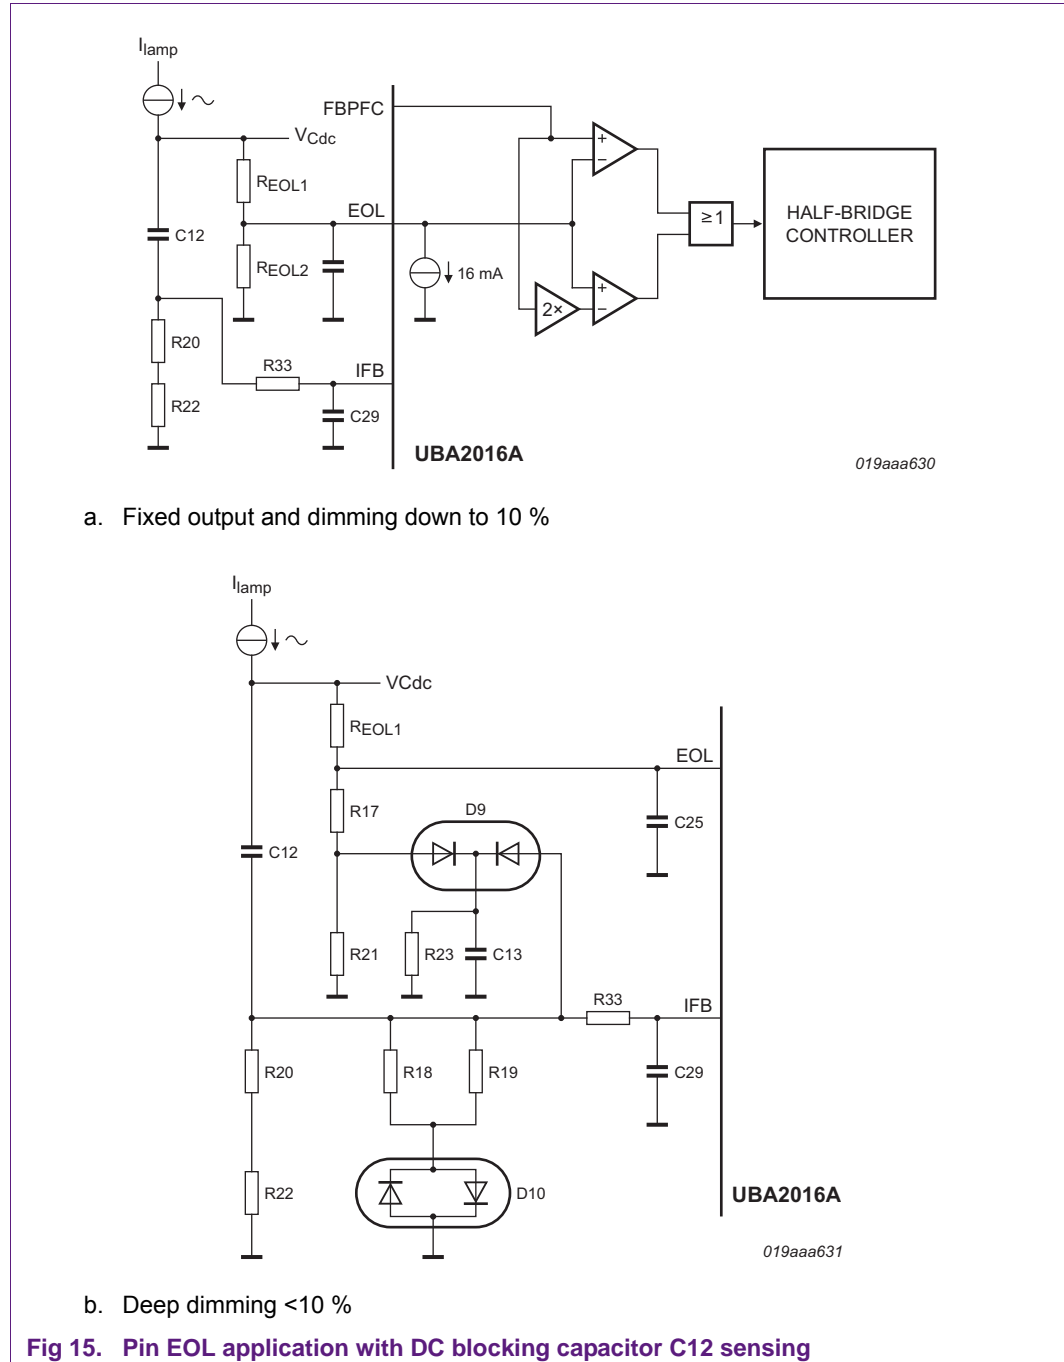 Ilamp
FBPFC
VCdc
REOL1
EOL
C12
REOL2
16 mA
+
−
+
−
2×
≥1
HALF-BRIDGE
CONTROLLER
R20
R33
IFB
R22
C29
UBA2016A
019aaa630
a. Fixed output and dimming down to 10 %
Ilamp
VCdc
REOL1
EOL
R17
D9
C25
C12
R21
R23
C13
R33
IFB
R20
R18
R19
C29
R22
D10
UBA2016A
019aaa631
b. Deep dimming <10 %
Fig 15. Pin EOL application with DC blocking capacitor C12 sensing